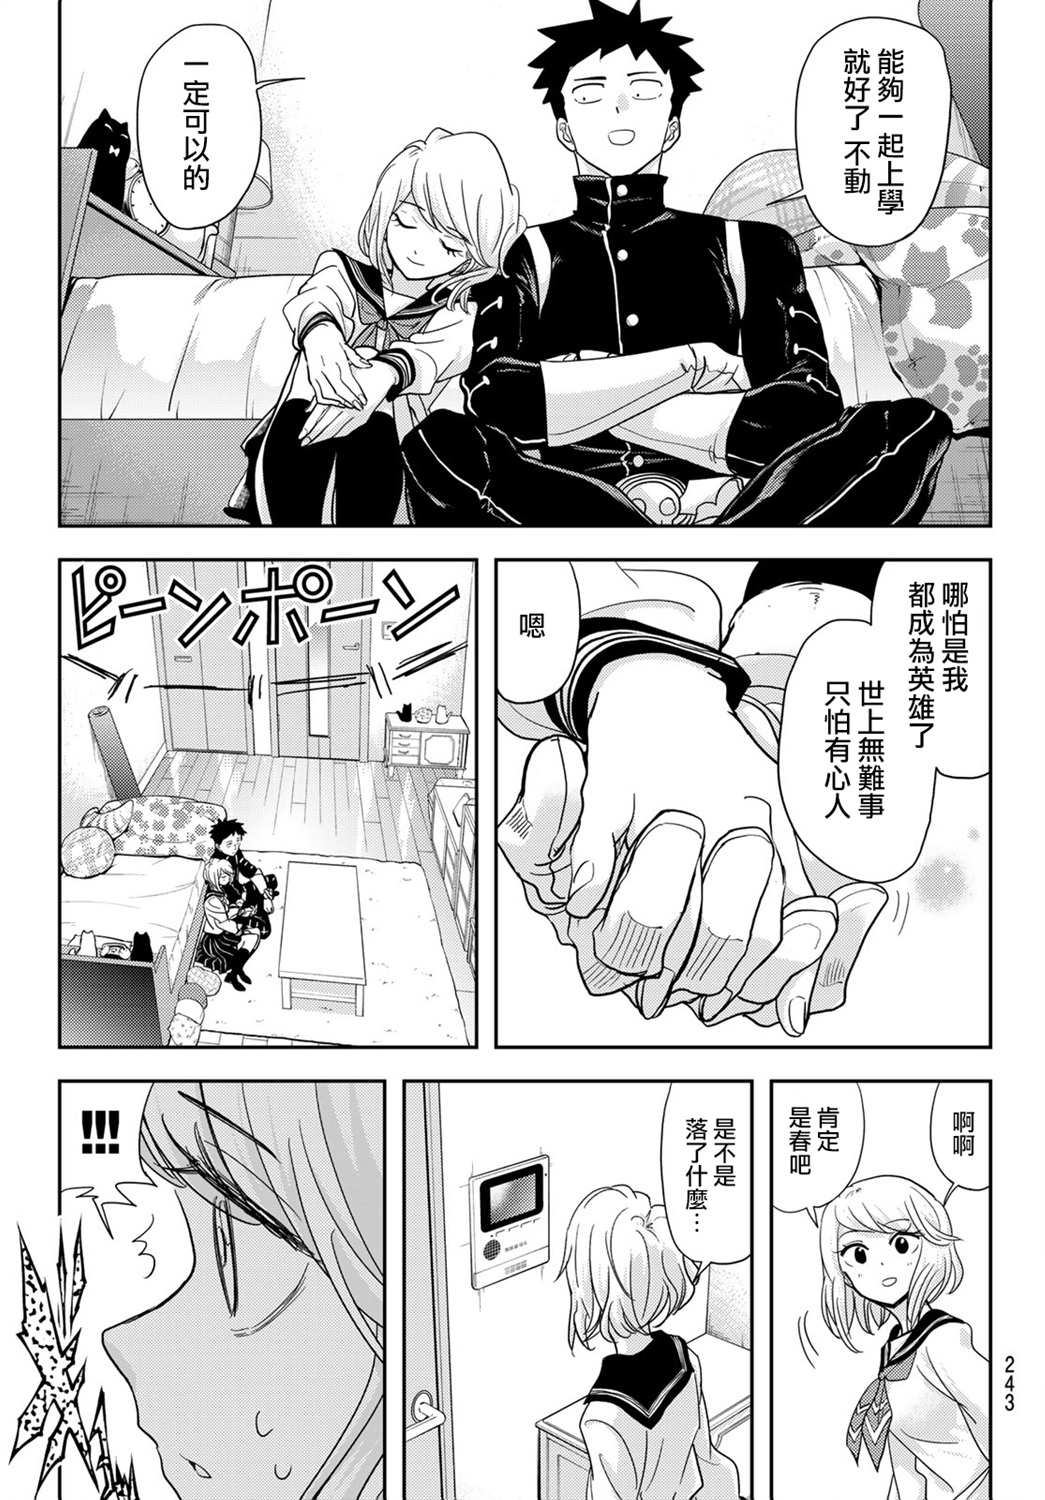 能夠一起上學
就好了 不動
一定可以的
哪怕是我
都成為英雄了
世上無難事
只怕有心人
嗯
ピーンポーン
啊啊
肯定
是春吧
是不是
落了什麼…
!!!
243